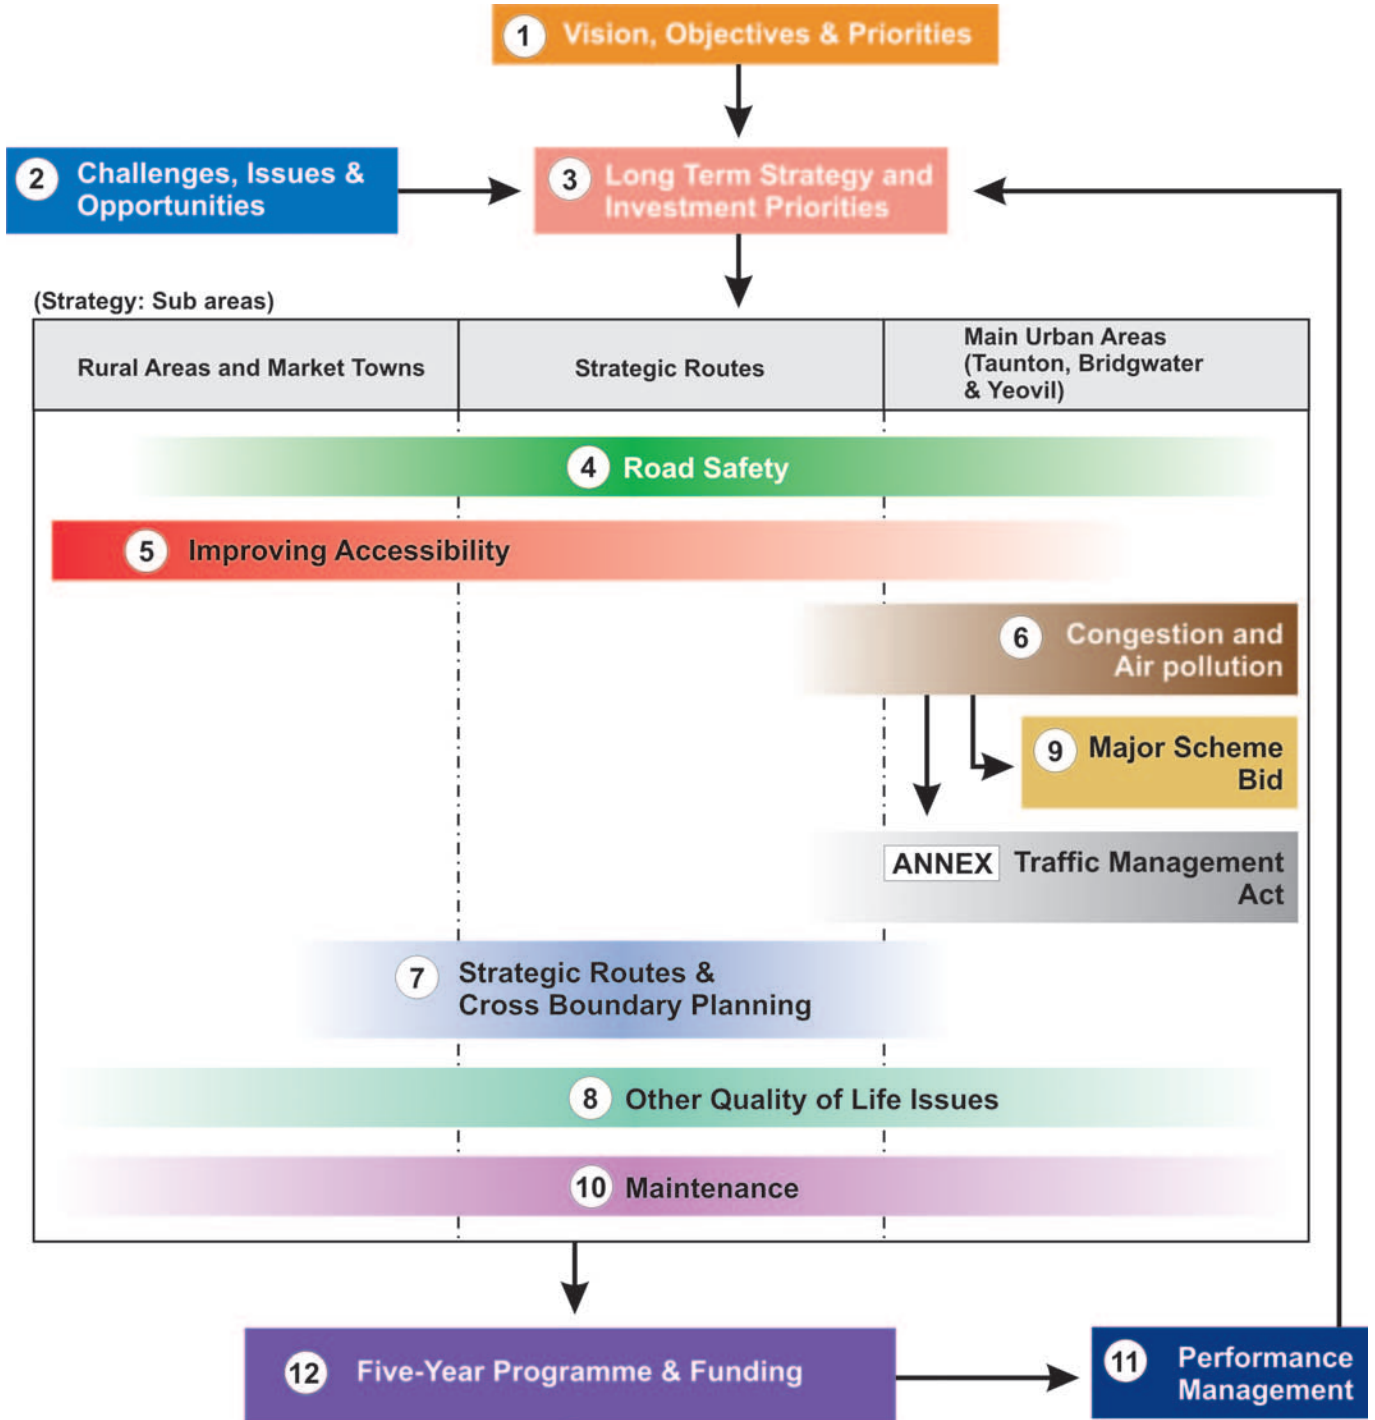 1 Vision, Objectives & Priorities
2 Challenges, Issues &
Opportunities
3 Long Term Strategy and
Investment Priorities
(Strategy: Sub areas)
Rural Areas and Market Towns
Strategic Routes
Main Urban Areas
(Taunton, Bridgwater
& Yeovil)
4 Road Safety
5 Improving Accessibility
6 Congestion and
Air pollution
9 Major Scheme
Bid
ANNEX Traffic Management
Act
7 Strategic Routes &
Cross Boundary Planning
8 Other Quality of Life Issues
10 Maintenance
12 Five-Year Programme & Funding
11 Performance
Management